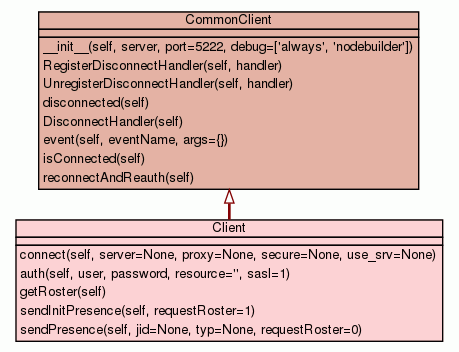 CommonClient
__init__(self, server, port=5222, debug=['always', 'nodebuilder'])
RegisterDisconnectHandler(self, handler)
UnregisterDisconnectHandler(self, handler)
disconnected(self)
DisconnectHandler(self)
event(self, eventName, args={})
isConnected(self)
reconnectAndReauth(self)
Client
connect(self, server=None, proxy=None, secure=None, use_srv=None)
auth(self, user, password, resource='', sasl=1)
getRoster(self)
sendInitPresence(self, requestRoster=1)
sendPresence(self, jid=None, typ=None, requestRoster=0)